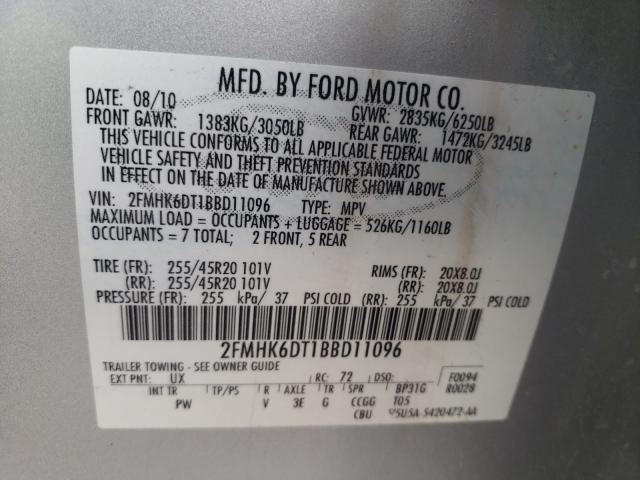 MFD. BY FORD MOTOR CO.
DATE: 08/10 GVWR: 2835KG/6250LB
FRONT GAWR: 1383KG/3050LB REAR GAWR: 1472KG/3245LB
THIS VEHICLE CONFORMS TO ALL APPLICABLE FEDERAL MOTOR
VEHICLE SAFETY AND THEFT PREVENTION STANDARDS
IN EFFECT ON THE DATE OF MANUFACTURE SHOWN ABOVE.
VIN: 2FMHK6DT1BBD11096 TYPE: MPV
MAXIMUM LOAD = OCCUPANTS + LUGGAGE = 526KG/1160LB
OCCUPANTS = 7 TOTAL; 2 FRONT, 5 REAR
TIRE (FR): 255/45R20 101V RIMS (FR): 20X8.0J
(RR): 255/45R20 101V (RR): 20X8.0J
PRESSURE (FR): 255 kPa/ 37 PSI COLD (RR): 255 kPa/ 37 PSI COLD
2FMHK6DT1BBD11096
TRAILER TOWING - SEE OWNER GUIDE
EXT PNT: UX RC: 72 DSO: F0094
INT TR TP/PS R AXLE TR SPR BP31G R0028
PW V 3E G CCGG T05
CBU 5U5A-5420472-AA